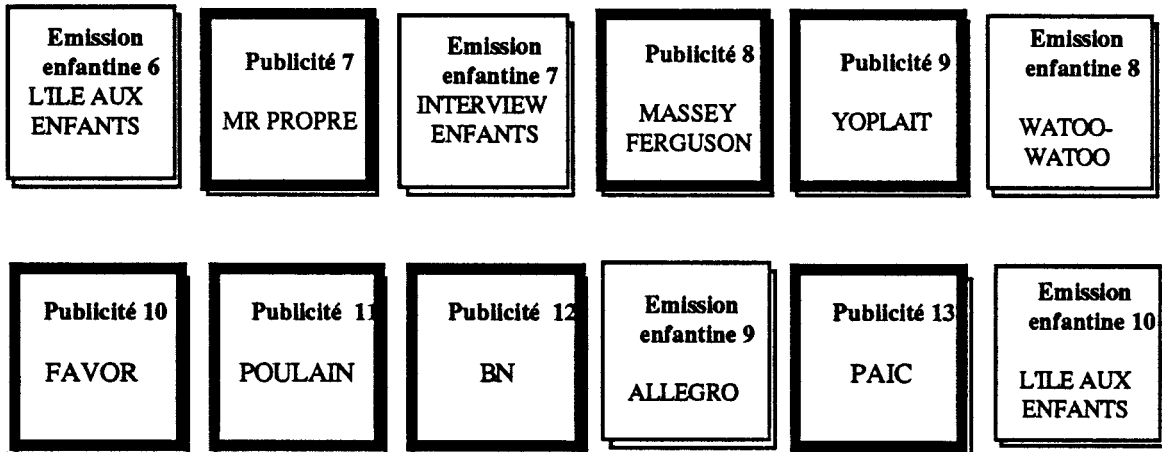 Emission
enfantine 6
L'ILE AUX
ENFANTS
Publicité 7
MR PROPRE
Emission
enfantine 7
INTERVIEW
ENFANTS
Publicité 8
MASSEY
FERGUSON
Publicité 9
YOPLAIT
Emission
enfantine 8
WATOO-
WATOO
Publicité 10
FAVOR
Publicité 11
POULAIN
Publicité 12
BN
Emission
enfantine 9
ALLEGRO
Publicité 13
PAIC
Emission
enfantine 10
L'ILE AUX
ENFANTS